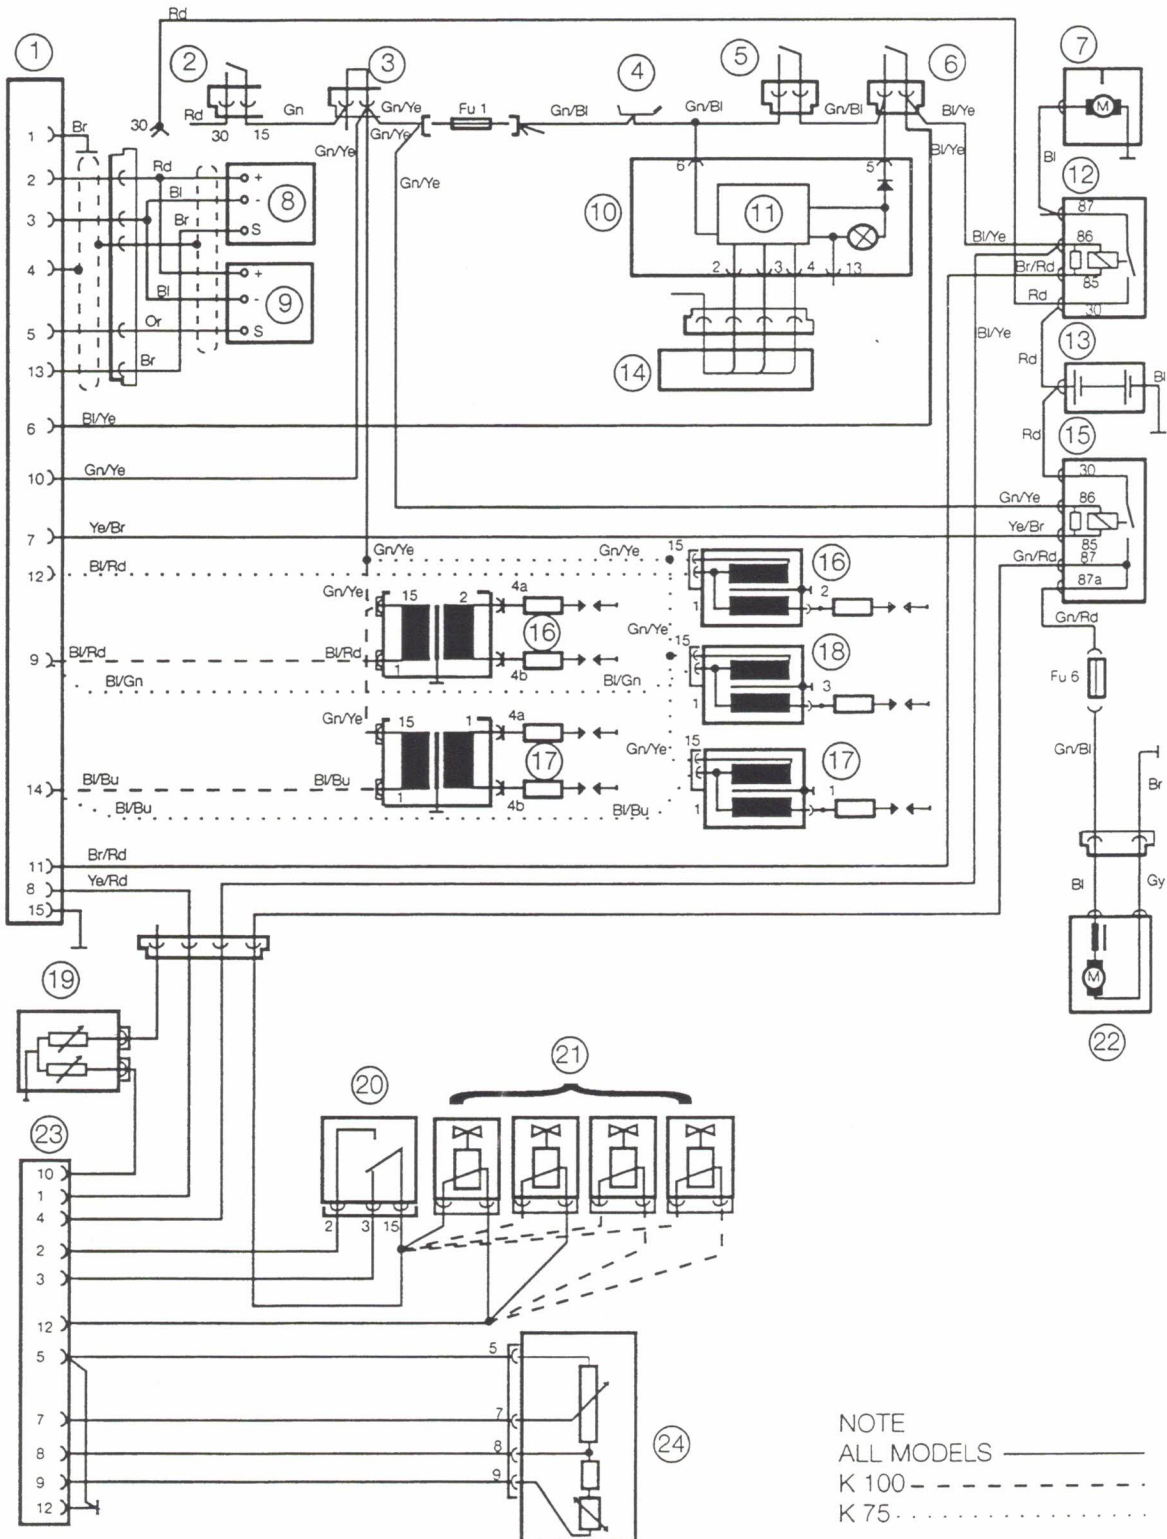 Rd
1
2
3
4
5
6
7
Rd
30
15
Gn
Gn/Ye
Fu 1
Gn/Bl
Gn/Bl
Gn/Bl
Bl/Ye
M
30
1
Br
Gn/Ye
Gn/Ye
Bl/Ye
Bl
2
Rd
+
8
6
5
12
Bl
-
10
11
87
3
Br
S
Bl/Ye
86
4
+
2
3
4
13
Br/Rd
85
Bl
-
9
Rd
30
5
Or
S
Bl/Ye
13
13
Br
14
Rd
Bl
6
Bl/Ye
Rd
15
10
Gn/Ye
30
Gn/Ye
86
7
Ye/Br
Ye/Br
85
12
Bl/Rd
Gn/Ye
Gn/Ye
15
Gn/Rd
87
16
87a
Gn/Ye
15
2
4a
2
1
16
Gn/Rd
Gn/Ye
15
18
9
Bl/Rd
Bl/Rd
1
4b
Bl/Gn
Bl/Gn
3
1
Fu 6
Gn/Ye
15
1
4a
Gn/Ye
15
17
17
Gn/Bl
14
Bl/Bu
Bl/Bu
1
4b
1
1
Br
Bl/Bu
Bl/Bu
11
Br/Rd
8
Ye/Rd
15
Bl
Gy
19
M
22
21
20
23
10
1
4
2
3
15
2
3
12
5
5
7
7
8
8
24
9
9
12
NOTE
ALL MODELS
K 100
K 75